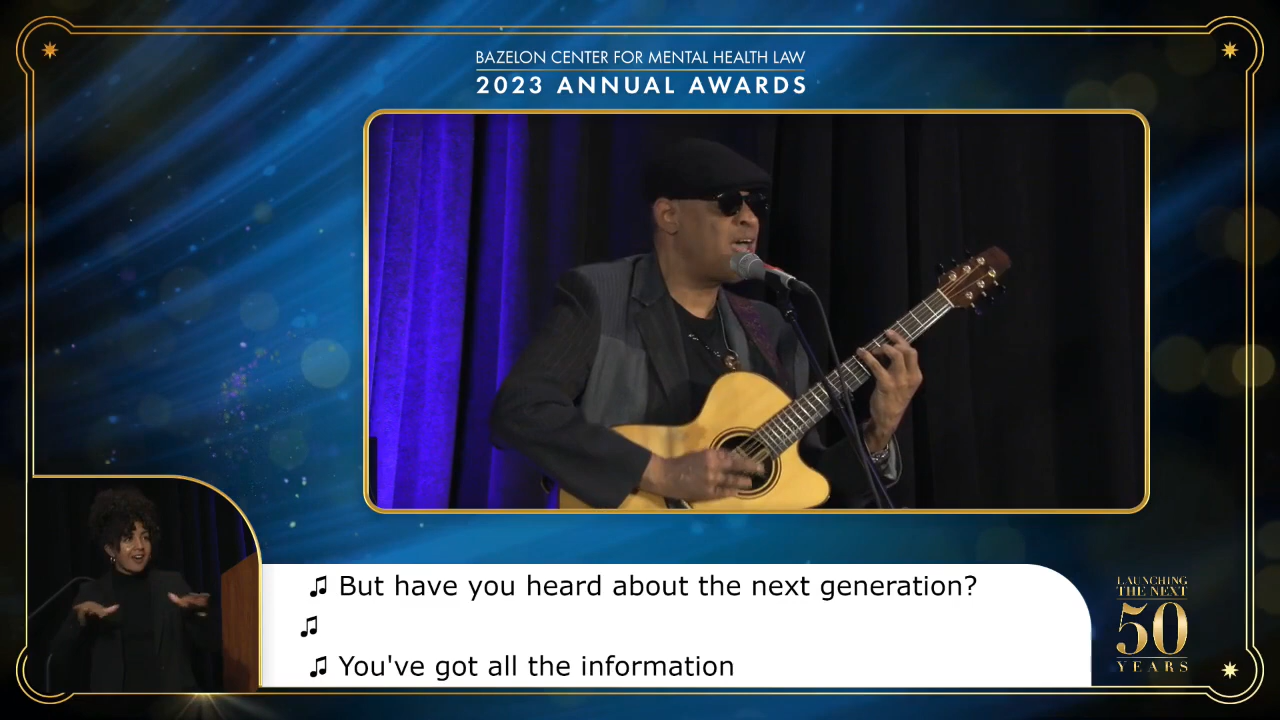 BAZELON CENTER FOR MENTAL HEALTH LAW
2023 ANNUAL AWARDS
♫ But have you heard about the next generation?
♫
♫ You've got all the information
LAUNCHING
THE NEXT
50
YEARS